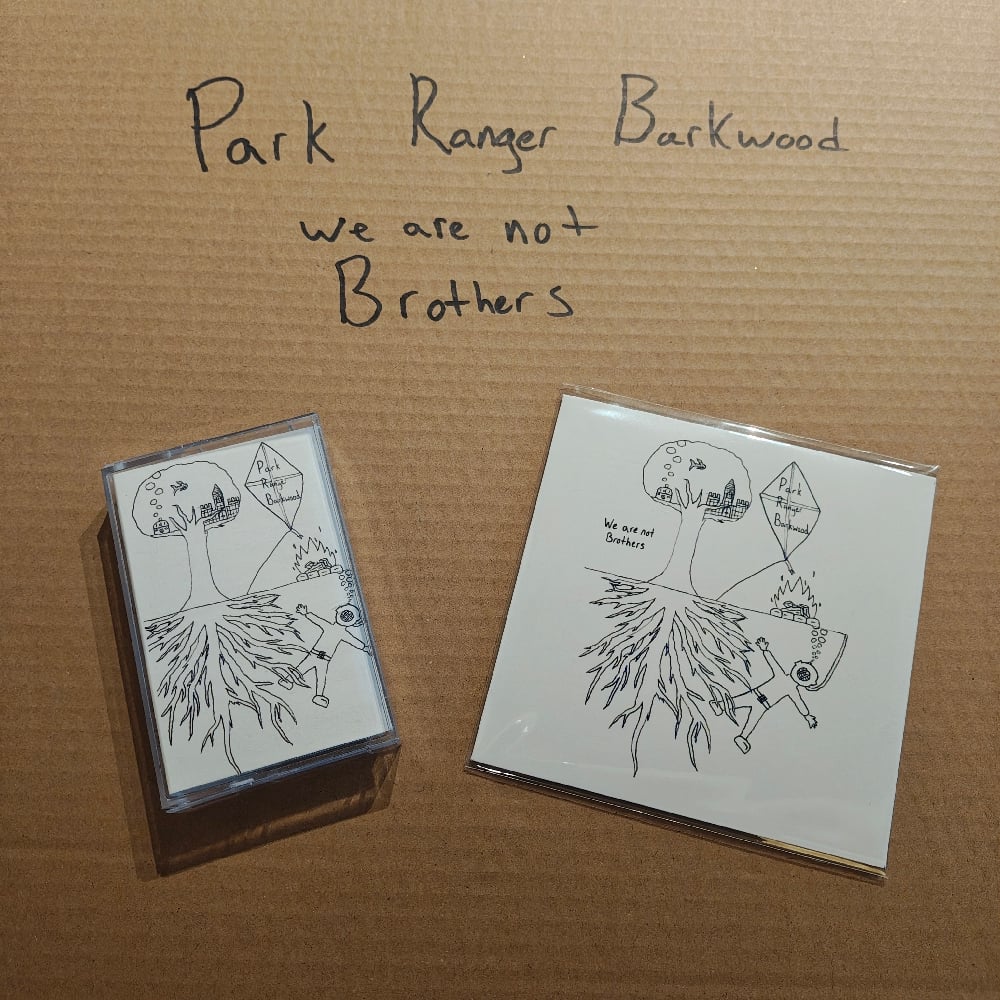 Park Ranger Barkwood
we are not
Brothers
Park
Ranger
Barkwood
Park
Ranger
Barkwood
We are not
Brothers